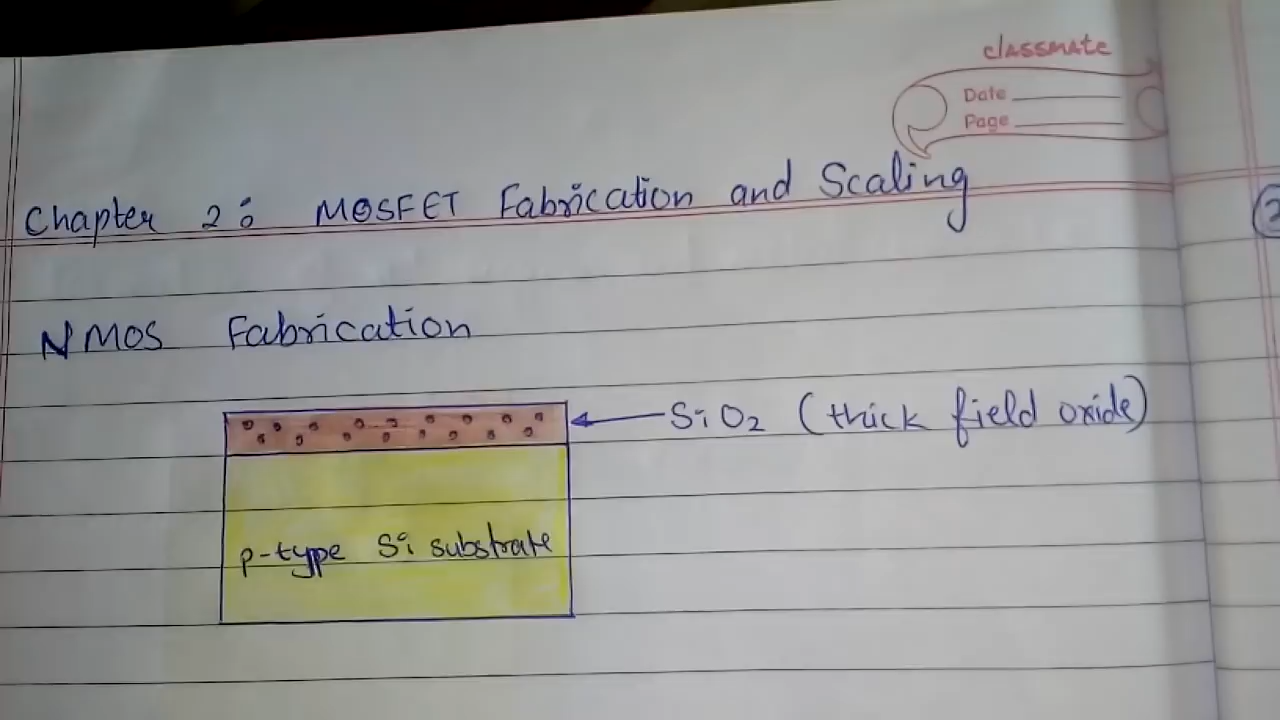 classmate
Date
Page
Chapter 2: MOSFET Fabrication and Scaling
NMOS Fabrication
SiO2 (thick field oxide)
p-type Si substrate